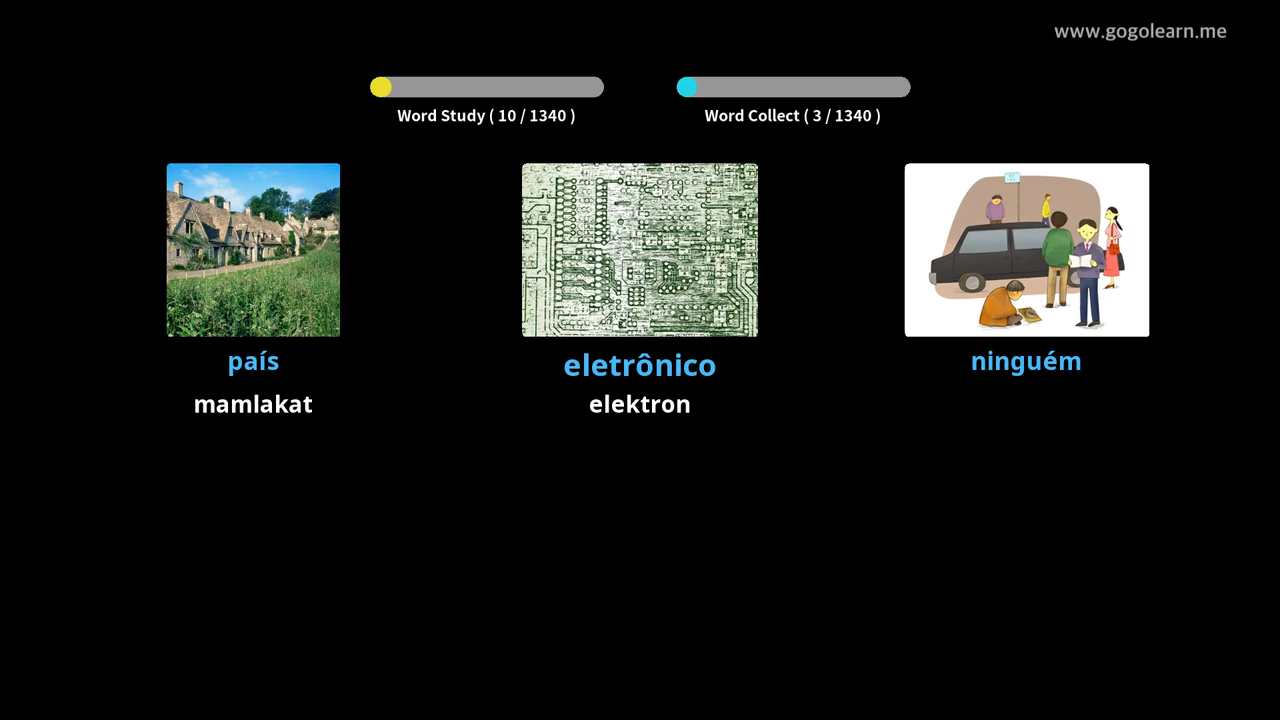 www.gogolearn.me
Word Study ( 10 / 1340 )
Word Collect ( 3 / 1340 )
país
eletrônico
ninguém
mamlakat
elektron